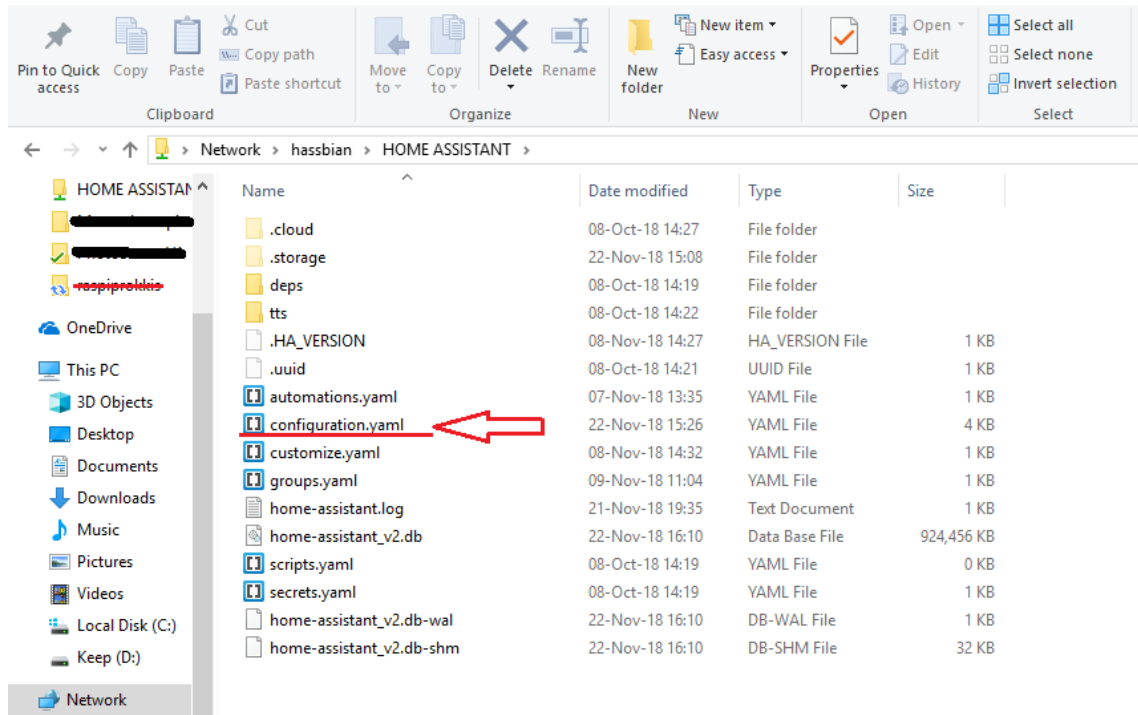 Cut
Copy path
Paste shortcut
Pin to Quick access
Copy
Paste
Clipboard
Move to
Copy to
Delete
Rename
Organize
New folder
New item
Easy access
New
Properties
Open
Edit
History
Open
Select all
Select none
Invert selection
Select
Network > hassbian > HOME ASSISTANT >
HOME ASSISTAN
raspiprokkis
OneDrive
This PC
3D Objects
Desktop
Documents
Downloads
Music
Pictures
Videos
Local Disk (C:)
Keep (D:)
Network
Name Date modified Type Size
.cloud 08-Oct-18 14:27 File folder
.storage 22-Nov-18 15:08 File folder
deps 08-Oct-18 14:19 File folder
tts 08-Oct-18 14:22 File folder
.HA_VERSION 08-Nov-18 14:27 HA_VERSION File 1 KB
.uuid 08-Oct-18 14:21 UUID File 1 KB
automations.yaml 07-Nov-18 13:35 YAML File 1 KB
configuration.yaml 22-Nov-18 15:26 YAML File 4 KB
customize.yaml 08-Nov-18 14:32 YAML File 1 KB
groups.yaml 09-Nov-18 11:04 YAML File 1 KB
home-assistant.log 21-Nov-18 19:35 Text Document 1 KB
home-assistant_v2.db 22-Nov-18 16:10 Data Base File 924,456 KB
scripts.yaml 08-Oct-18 14:19 YAML File 0 KB
secrets.yaml 08-Oct-18 14:19 YAML File 1 KB
home-assistant_v2.db-wal 22-Nov-18 16:10 DB-WAL File 1 KB
home-assistant_v2.db-shm 22-Nov-18 16:10 DB-SHM File 32 KB